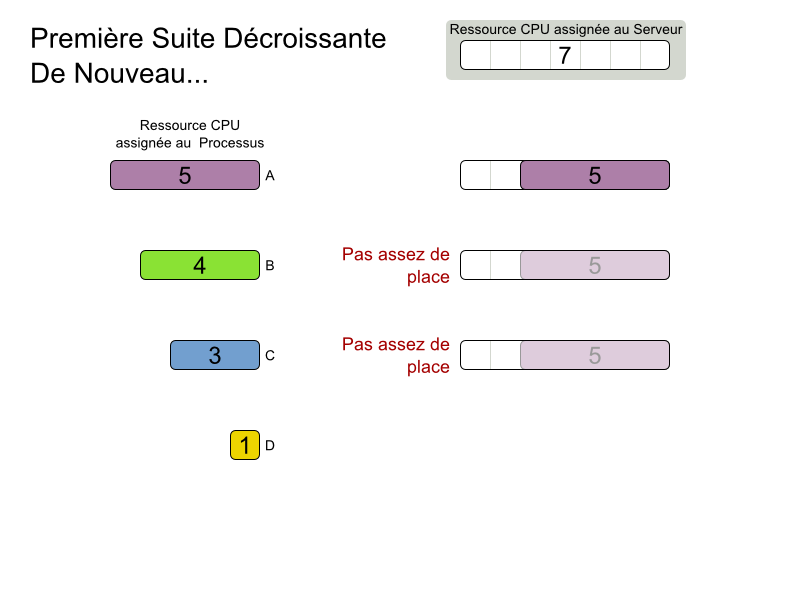 Première Suite Décroissante
De Nouveau...
Ressource CPU assignée au Serveur
7
Ressource CPU
assignée au  Processus
5 A
5
4 B
Pas assez de
place
5
3 C
Pas assez de
place
5
1 D